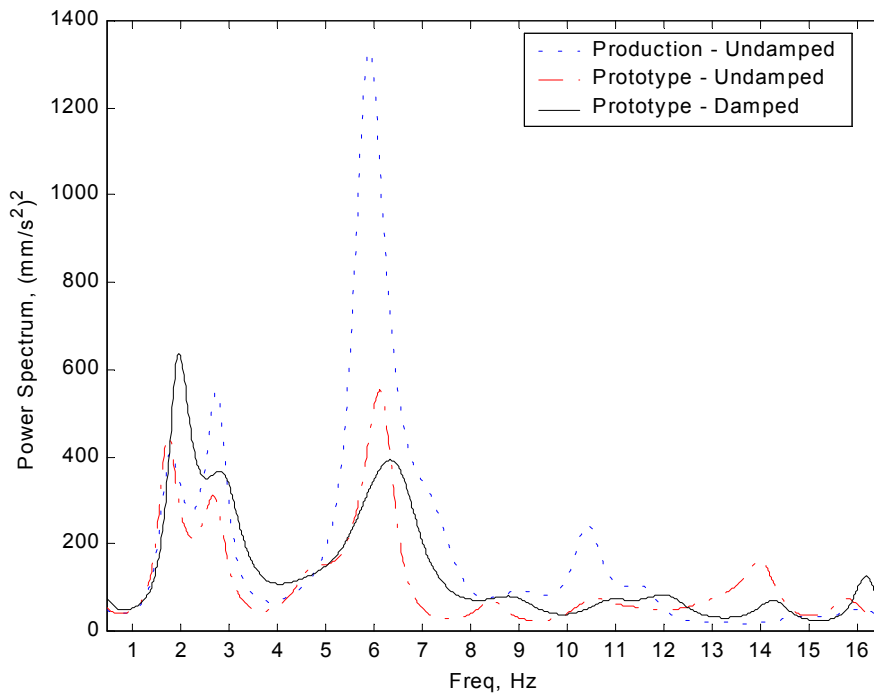 1400
1200
1000
800
600
400
200
0
Power Spectrum, (mm/s²)²
Production - Undamped
Prototype - Undamped
Prototype - Damped
1 2 3 4 5 6 7 8 9 10 11 12 13 14 15 16
Freq, Hz